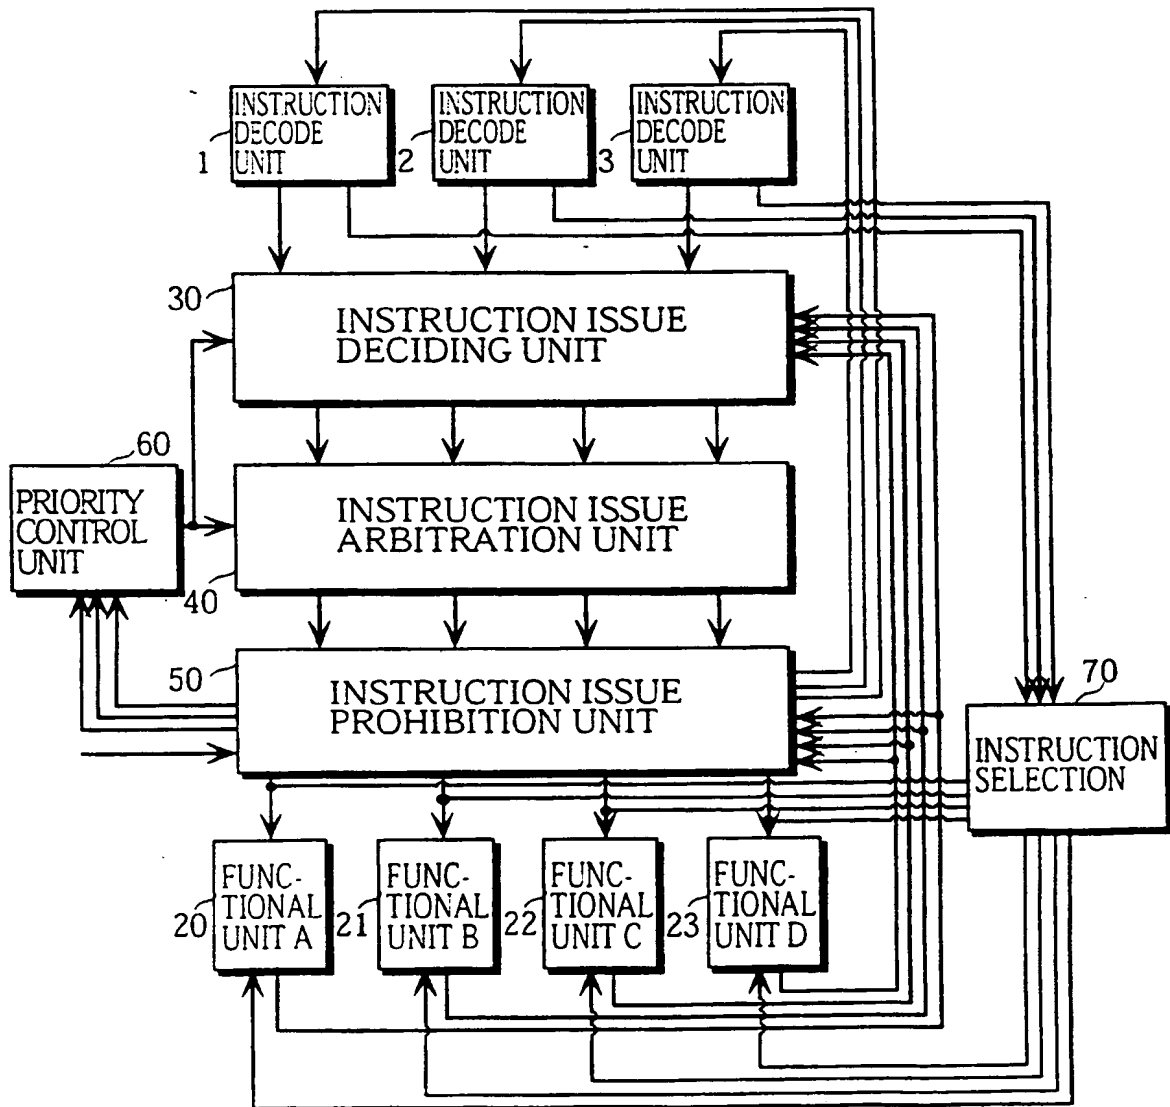 INSTRUCTION
DECODE
UNIT
1
INSTRUCTION
DECODE
UNIT
2
INSTRUCTION
DECODE
UNIT
3
30
INSTRUCTION ISSUE
DECIDING UNIT
60
PRIORITY
CONTROL
UNIT
INSTRUCTION ISSUE
ARBITRATION UNIT
40
50
INSTRUCTION ISSUE
PROHIBITION UNIT
70
INSTRUCTION
SELECTION
FUNC-
TIONAL
UNIT A
20
FUNC-
TIONAL
UNIT B
21
FUNC-
TIONAL
UNIT C
22
FUNC-
TIONAL
UNIT D
23